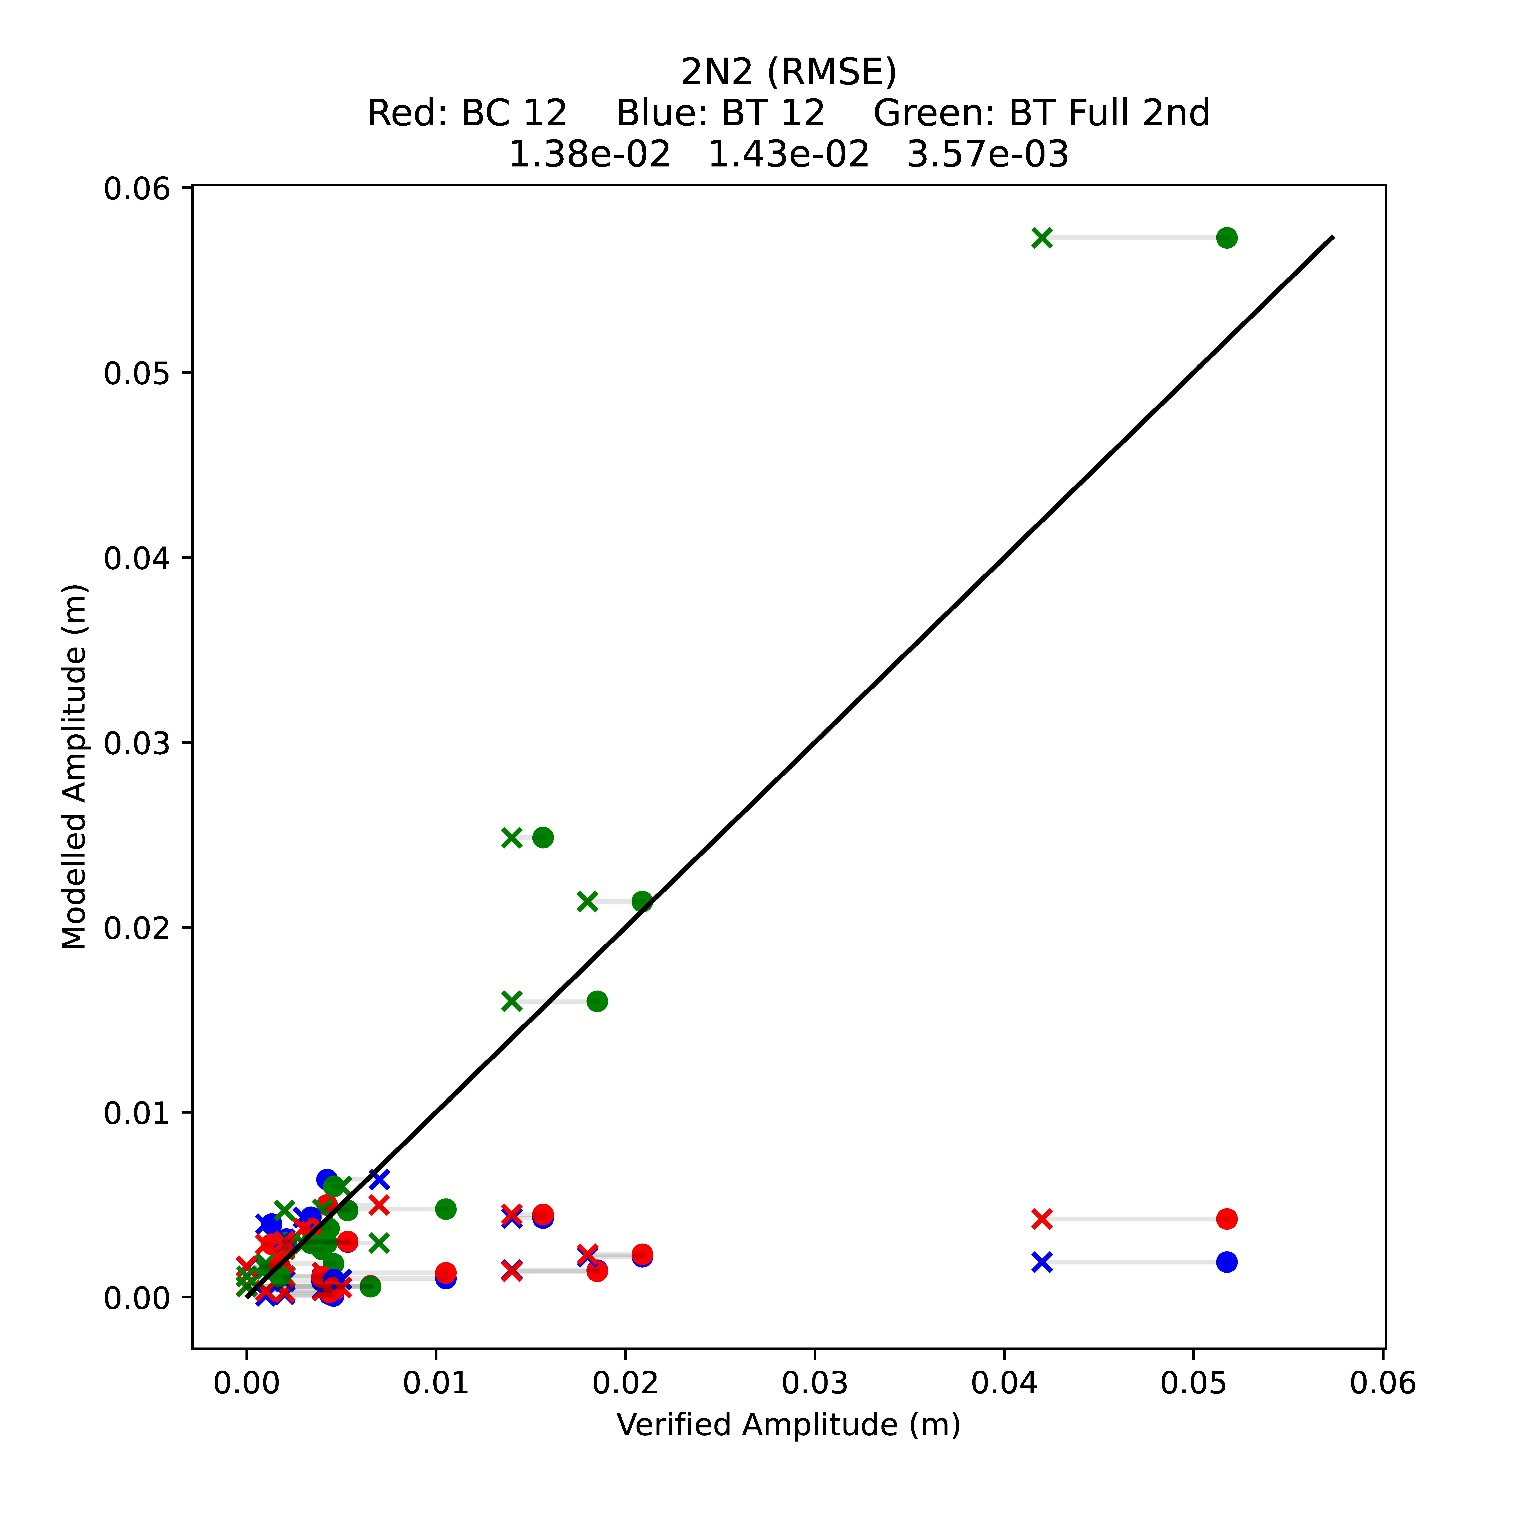 2N2 (RMSE)
Red: BC 12    Blue: BT 12    Green: BT Full 2nd
1.38e-02   1.43e-02   3.57e-03
0.06
0.05
0.04
0.03
0.02
0.01
0.00
Modelled Amplitude (m)
0.00 0.01 0.02 0.03 0.04 0.05 0.06
Verified Amplitude (m)